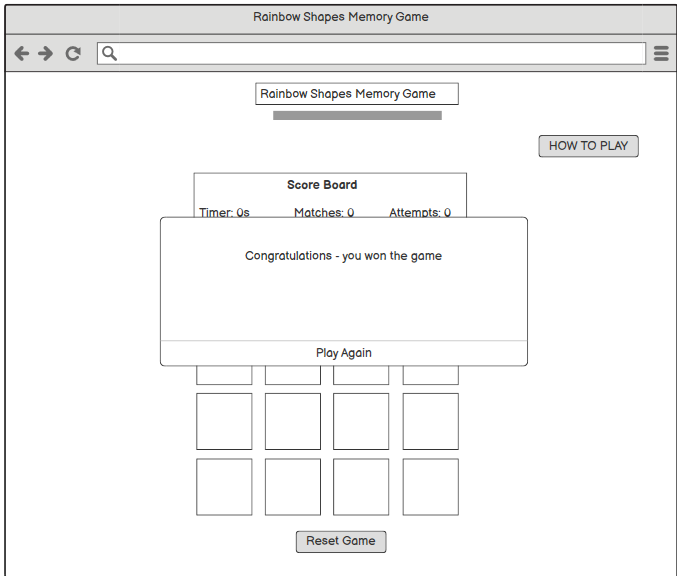 Rainbow Shapes Memory Game
Rainbow Shapes Memory Game
HOW TO PLAY
Score Board
Timer: 0s Matches: 0 Attempts: 0
Congratulations - you won the game
Play Again
Reset Game